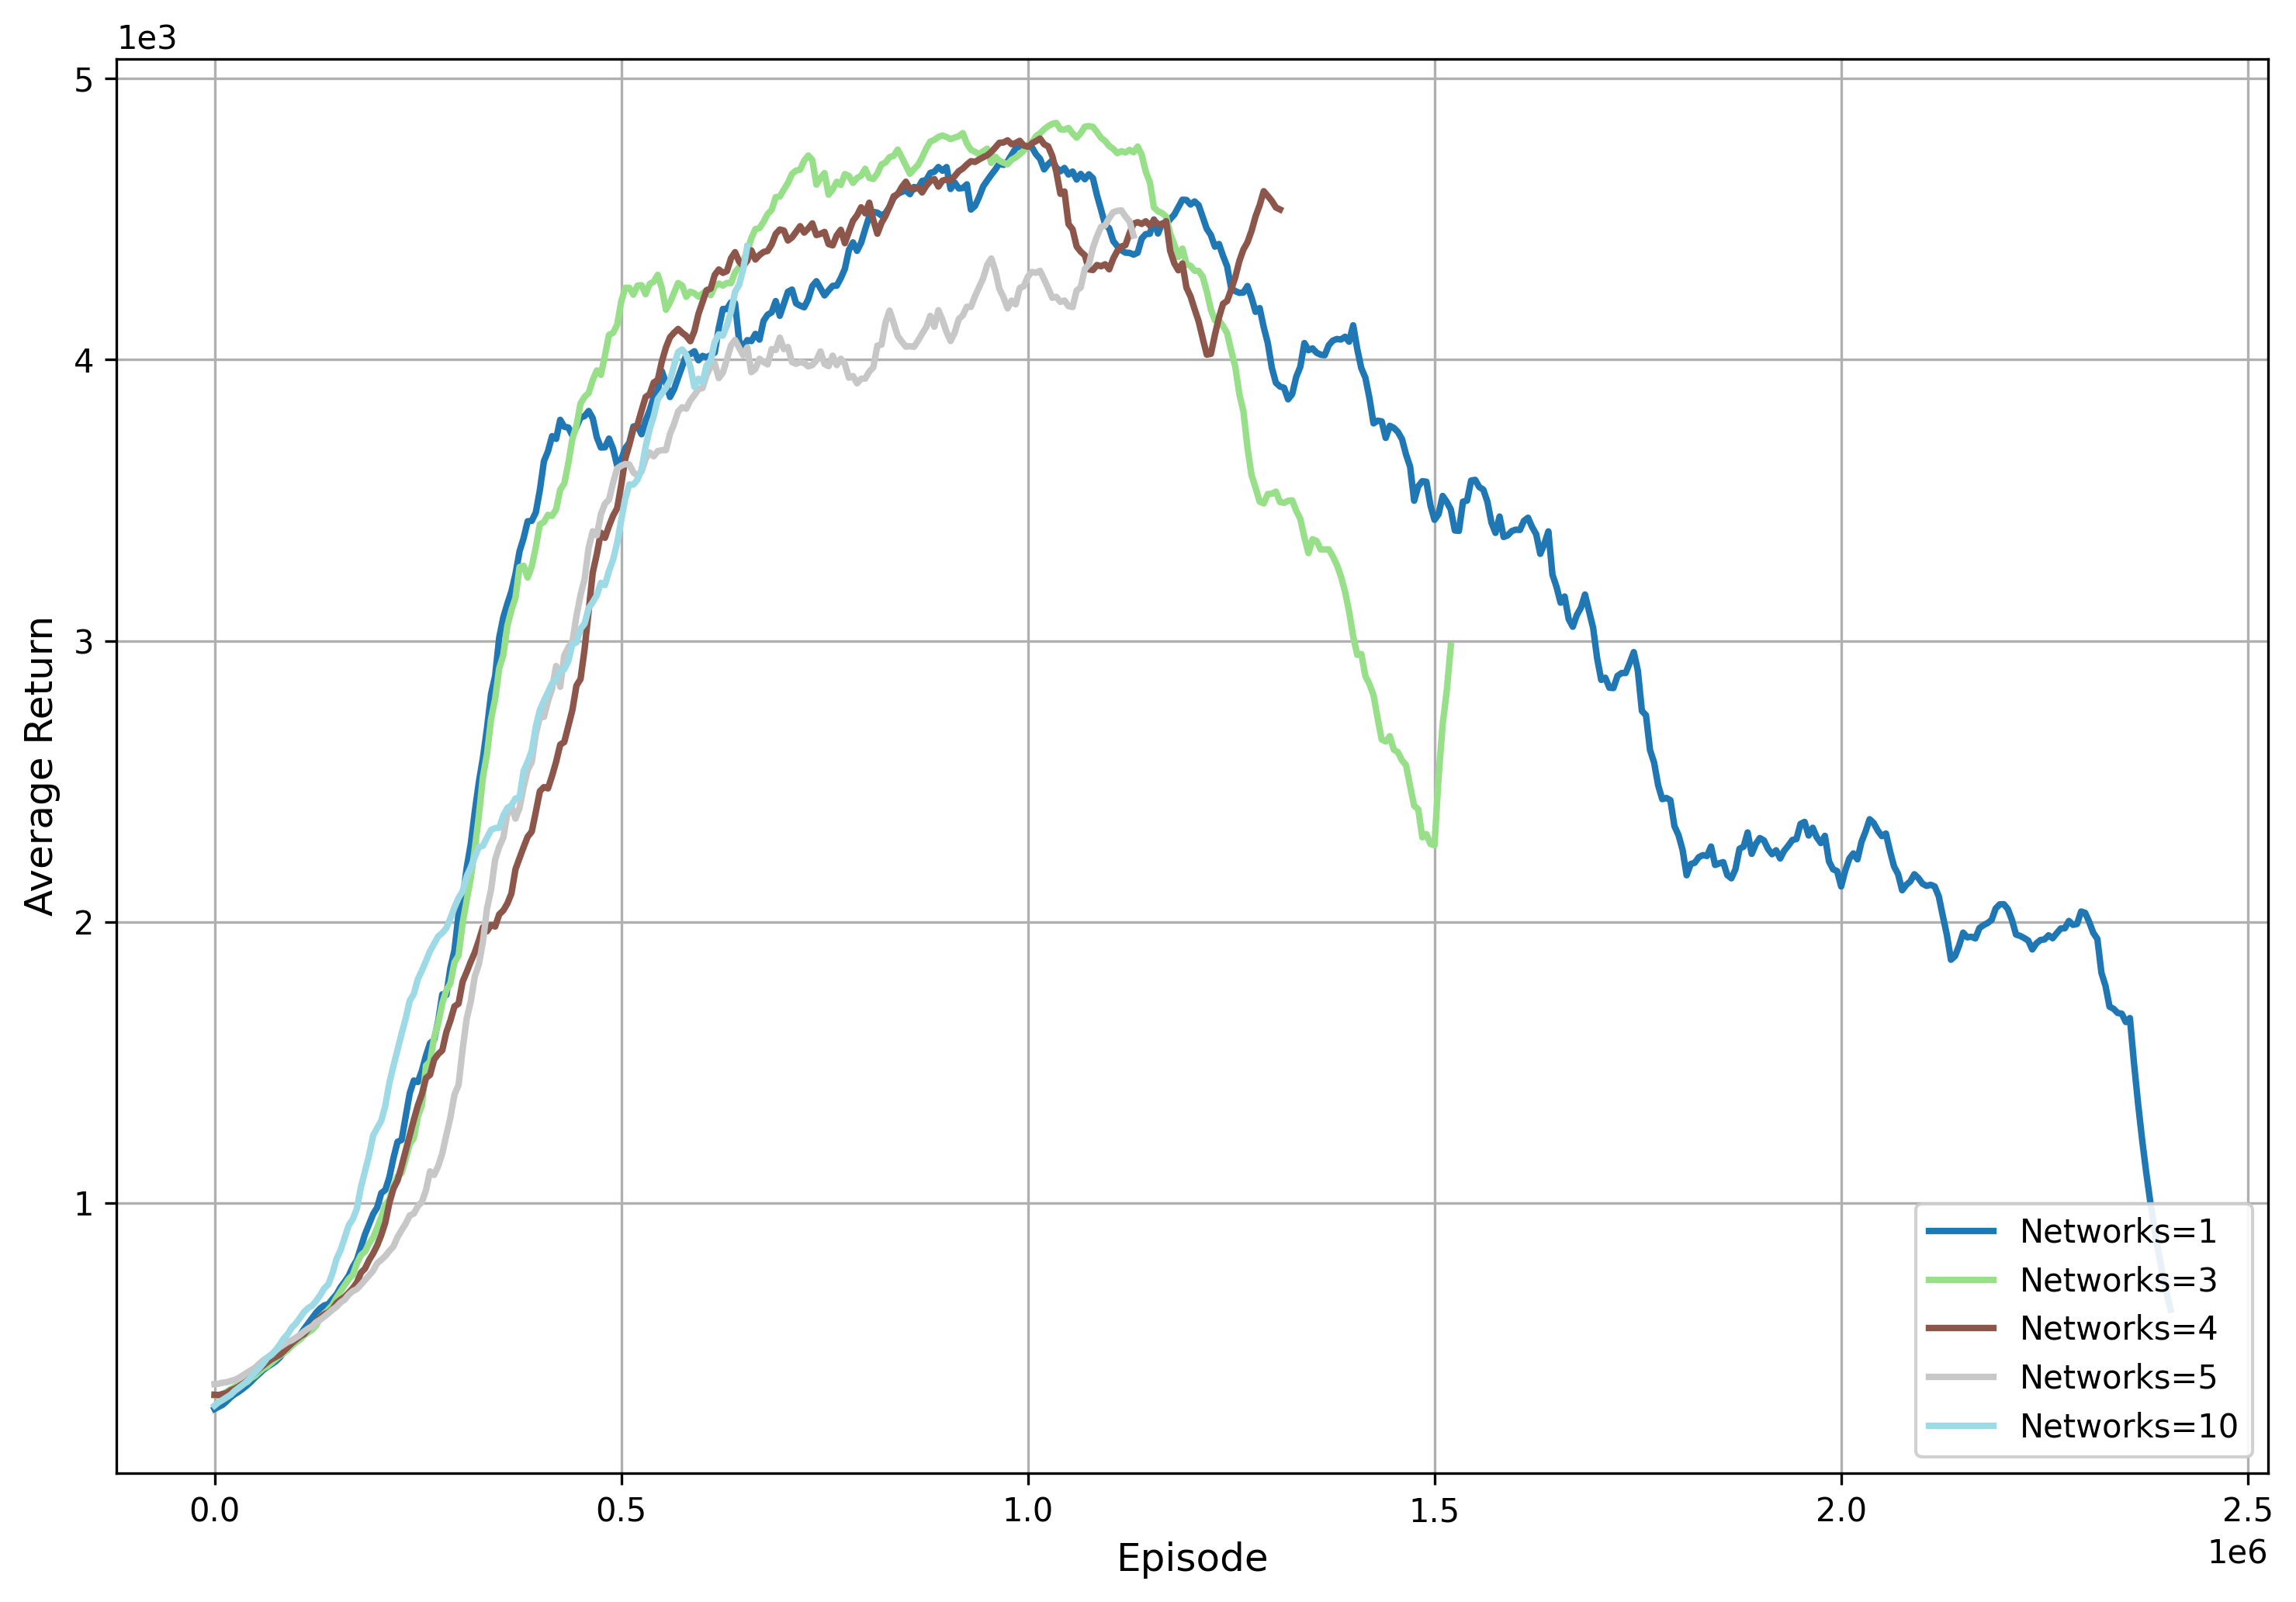 1e3
5
4
3
2
1
Average Return
0.0 0.5 1.0 1.5 2.0 2.5
1e6
Episode
Networks=1
Networks=3
Networks=4
Networks=5
Networks=10